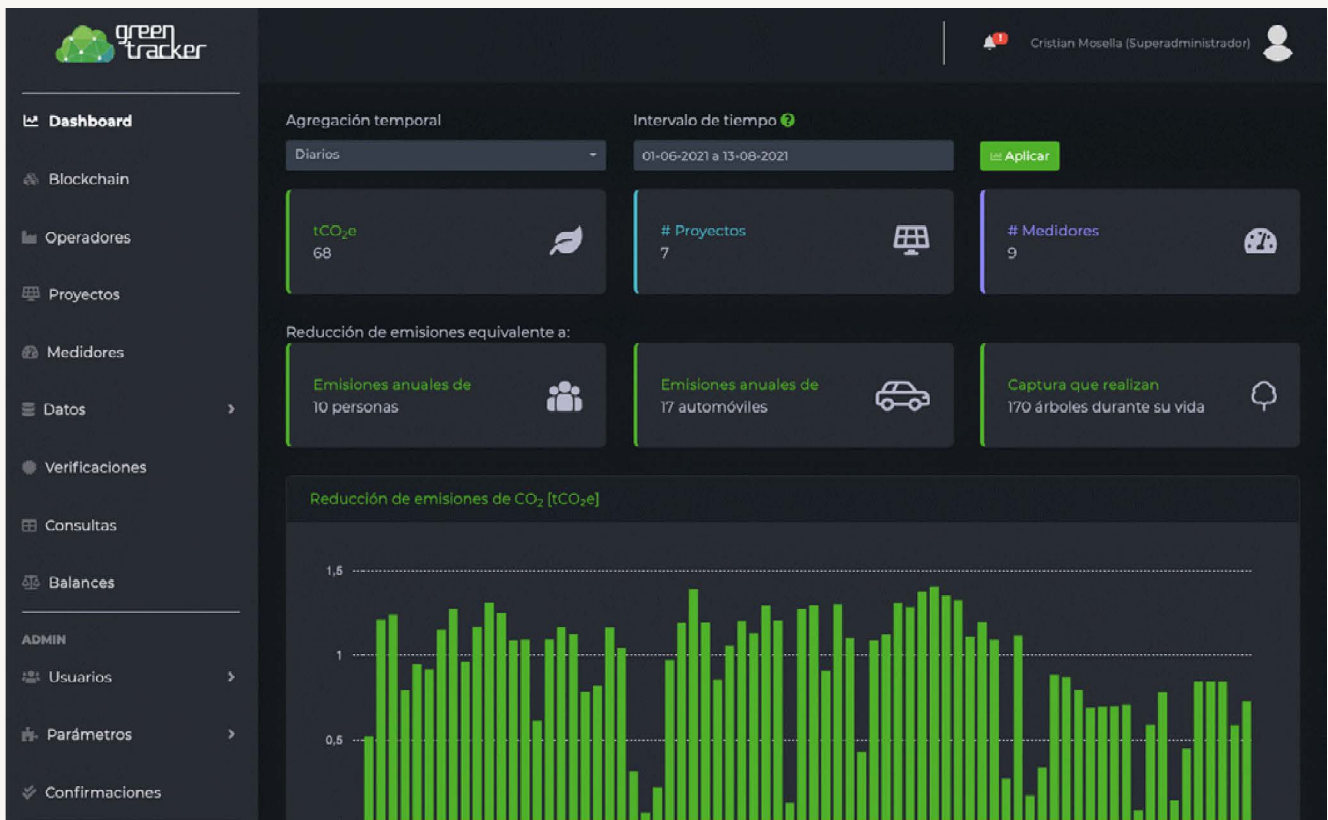 green
tracker
Cristian Mosella (Superadministrador)
Dashboard
Blockchain
Operadores
Proyectos
Medidores
Datos
Verificaciones
Consultas
Balances
ADMIN
Usuarios
Parámetros
Confirmaciones
Agregación temporal
Diarios
Intervalo de tiempo ?
01-06-2021 a 13-08-2021
Aplicar
tCO₂e
68
# Proyectos
7
# Medidores
9
Reducción de emisiones equivalente a:
Emisiones anuales de
10 personas
Emisiones anuales de
17 automóviles
Captura que realizan
170 árboles durante su vida
Reducción de emisiones de CO₂ [tCO₂e]
1,5
1
0,5